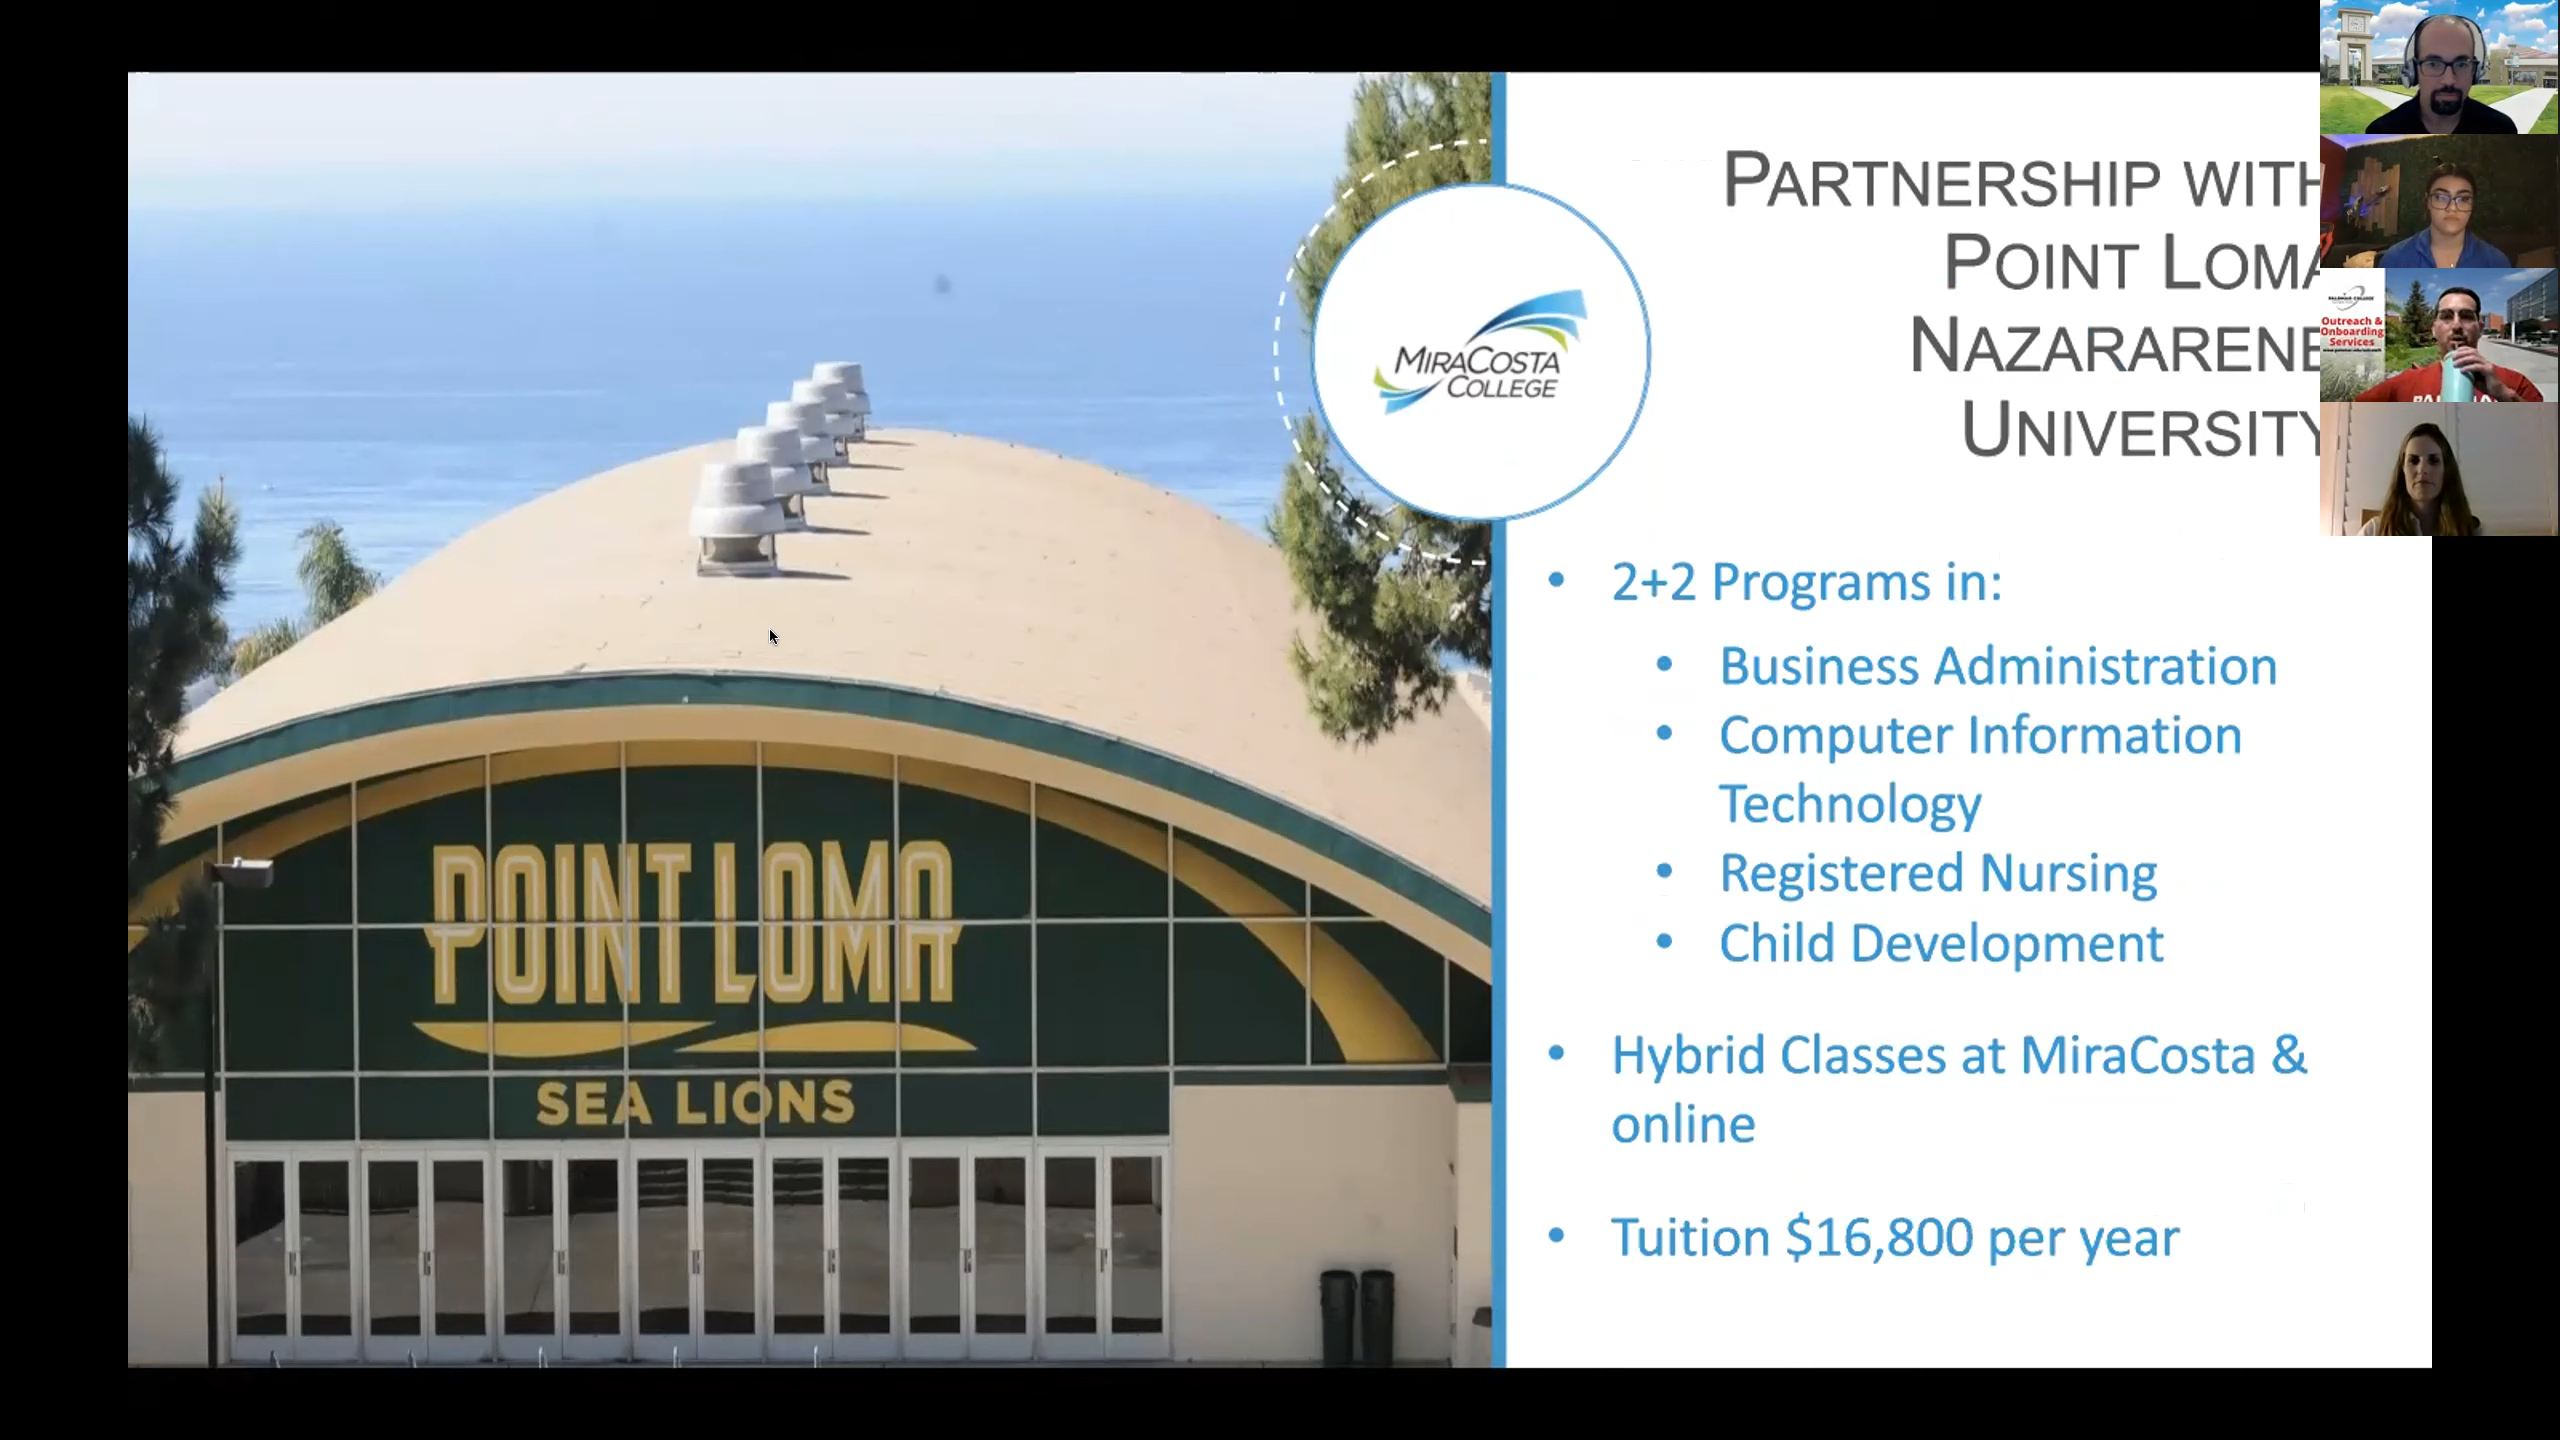 PARTNERSHIP WITH
POINT LOMA
NAZARARENE
UNIVERSITY
MIRACOSTA
COLLEGE
• 2+2 Programs in:
• Business Administration
• Computer Information
Technology
• Registered Nursing
• Child Development
• Hybrid Classes at MiraCosta &
online
• Tuition $16,800 per year
POINT LOMA
SEA LIONS
PALOMAR COLLEGE
Outreach &
Onboarding
Services